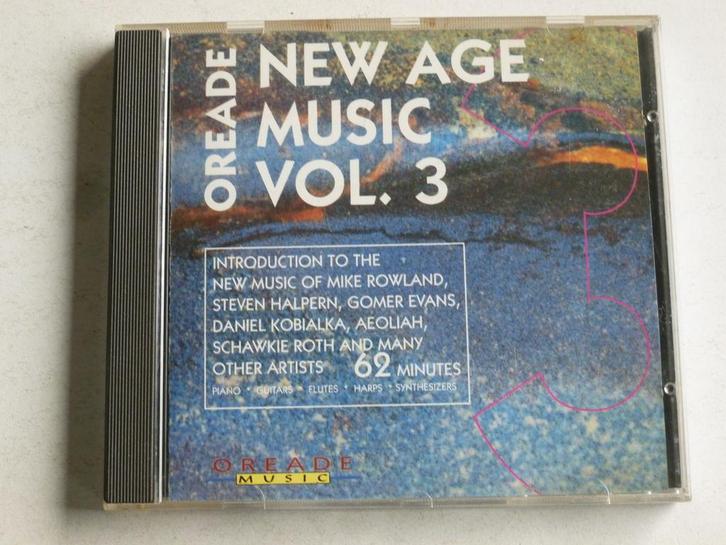 OREADE
NEW AGE
MUSIC
VOL. 3
INTRODUCTION TO THE
NEW MUSIC OF MIKE ROWLAND,
STEVEN HALPERN, GOMER EVANS,
DANIEL KOBIALKA, AEOLIAH,
SCHAWKIE ROTH AND MANY
OTHER ARTISTS 62 MINUTES
PIANO * GUITARS * FLUTES * HARPS * SYNTHESIZERS
OREADE
MUSIC
3